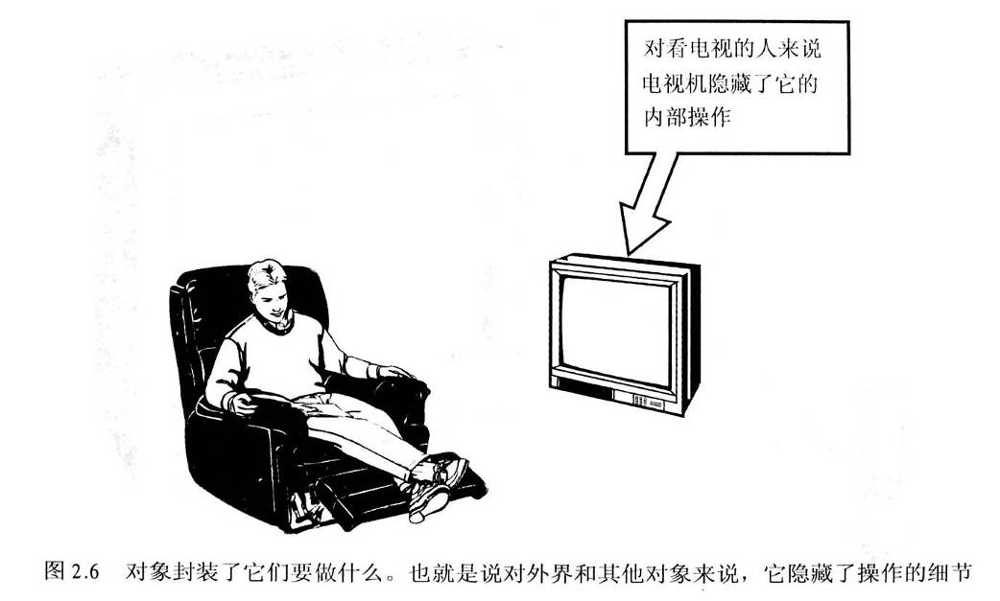 对看电视的人来说
电视机隐藏了它的
内部操作
图 2.6 对象封装了它们要做什么。也就是说对外界和其他对象来说，它隐藏了操作的细节